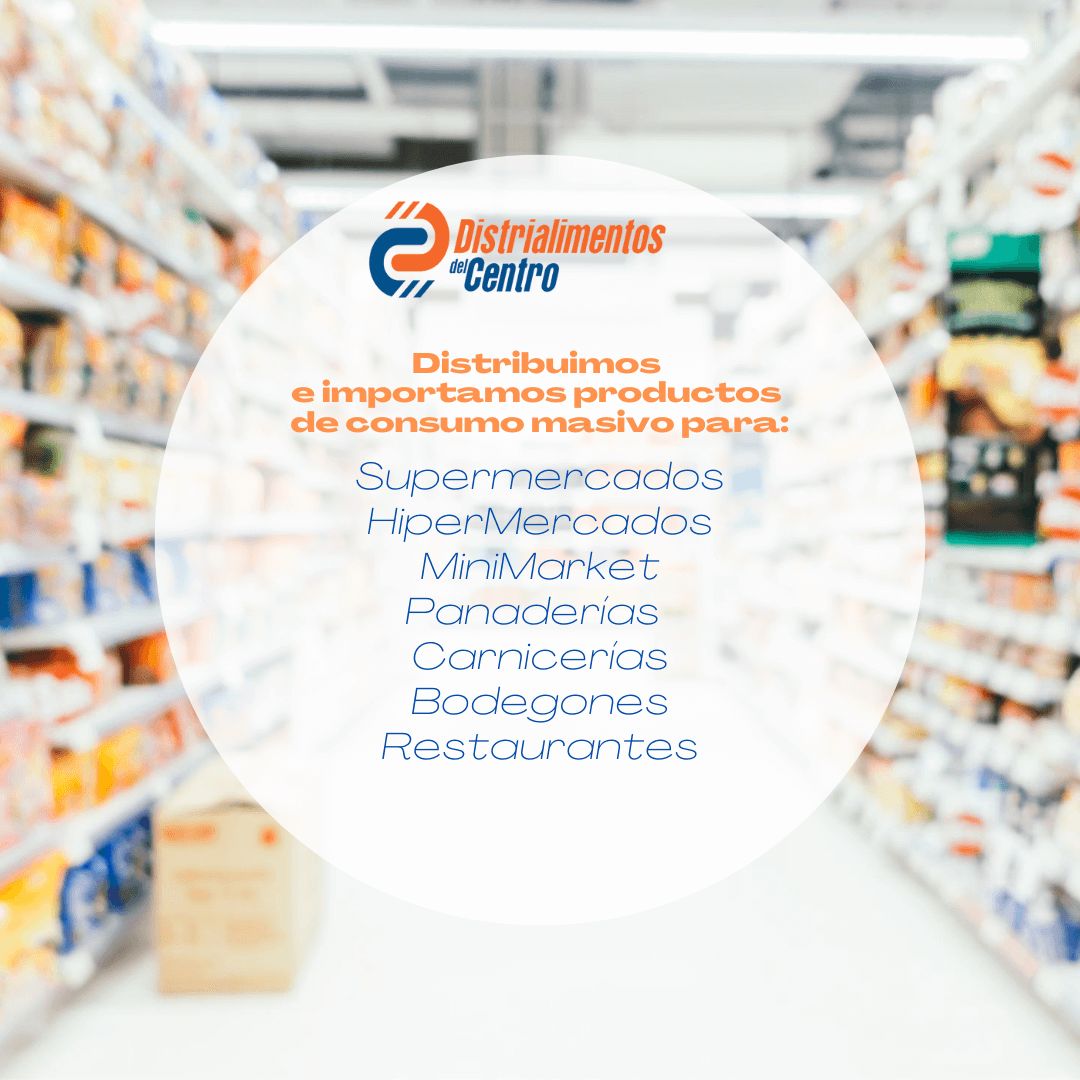 Distrialimentos
del Centro
Distribuimos
e importamos productos
de consumo masivo para:
Supermercados
HiperMercados
MiniMarket
Panaderías
Carnicerías
Bodegones
Restaurantes